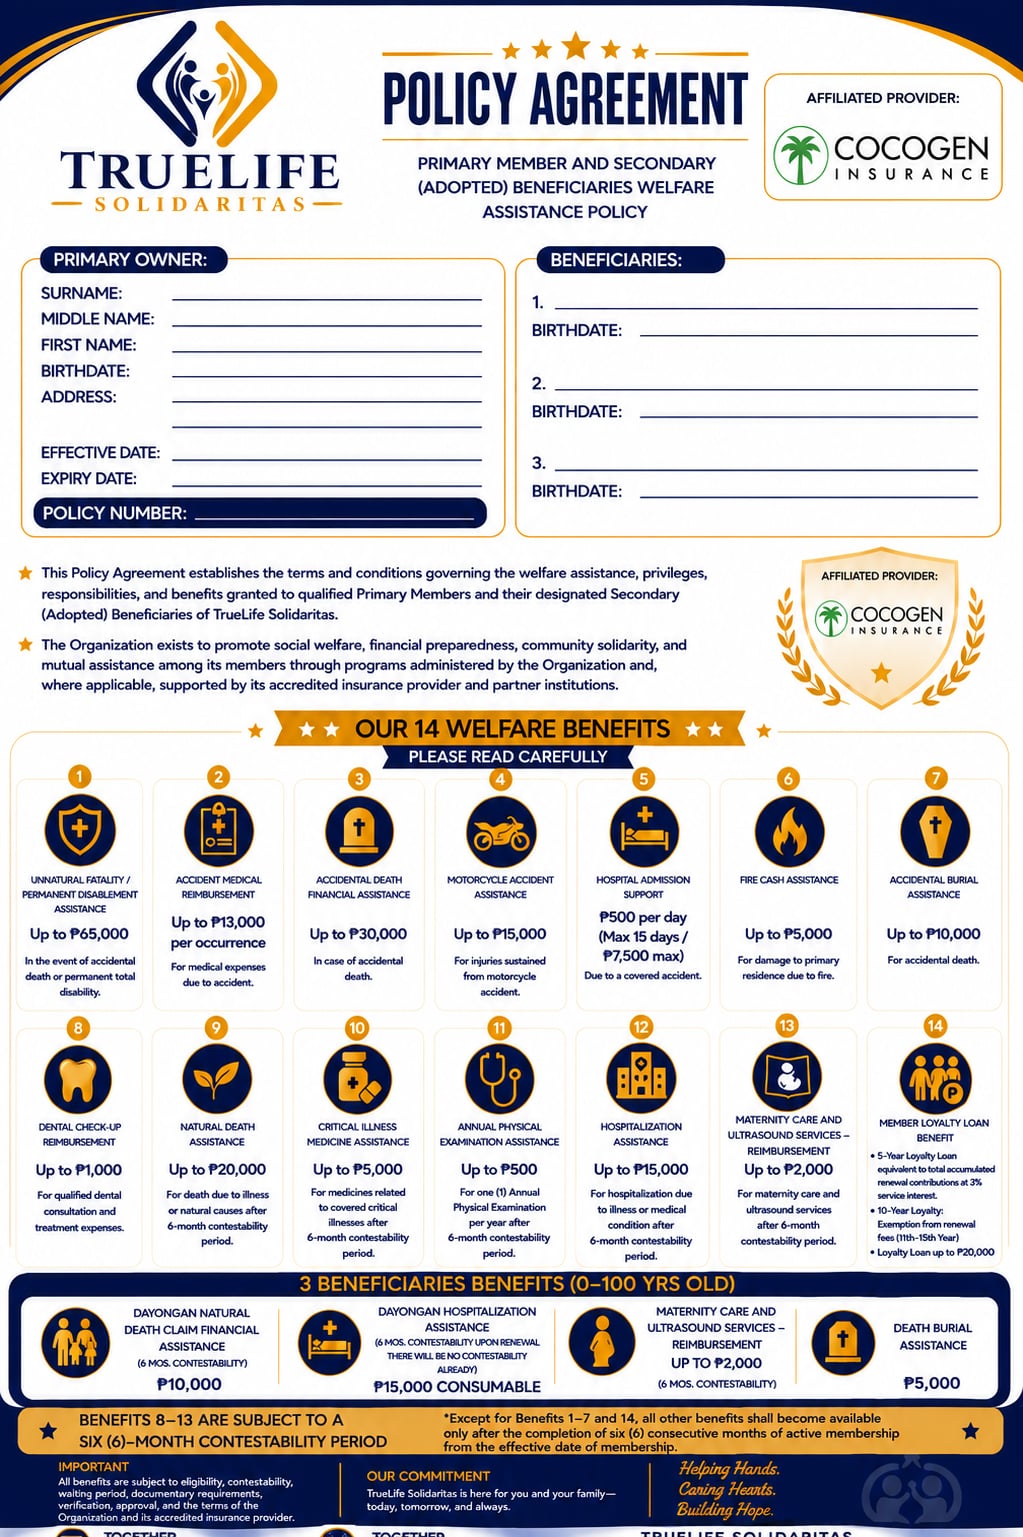 TRUELIFE
SOLIDARITAS
POLICY AGREEMENT
PRIMARY MEMBER AND SECONDARY
(ADOPTED) BENEFICIARIES WELFARE
ASSISTANCE POLICY
AFFILIATED PROVIDER:
COCOGEN
INSURANCE
PRIMARY OWNER:
SURNAME:
MIDDLE NAME:
FIRST NAME:
BIRTHDATE:
ADDRESS:
EFFECTIVE DATE:
EXPIRY DATE:
POLICY NUMBER:
BENEFICIARIES:
1.
BIRTHDATE:
2.
BIRTHDATE:
3.
BIRTHDATE:
This Policy Agreement establishes the terms and conditions governing the welfare assistance, privileges,
responsibilities, and benefits granted to qualified Primary Members and their designated Secondary
(Adopted) Beneficiaries of TrueLife Solidaritas.
The Organization exists to promote social welfare, financial preparedness, community solidarity, and
mutual assistance among its members through programs administered by the Organization and,
where applicable, supported by its accredited insurance provider and partner institutions.
AFFILIATED PROVIDER:
COCOGEN
INSURANCE
OUR 14 WELFARE BENEFITS
PLEASE READ CAREFULLY
1
UNNATURAL FATALITY /
PERMANENT DISABLEMENT
ASSISTANCE
Up to ₱65,000
In the event of accidental
death or permanent total
disability.
2
ACCIDENT MEDICAL
REIMBURSEMENT
Up to ₱13,000
per occurrence
For medical expenses
due to accident.
3
ACCIDENTAL DEATH
FINANCIAL ASSISTANCE
Up to ₱30,000
In case of accidental
death.
4
MOTORCYCLE ACCIDENT
ASSISTANCE
Up to ₱15,000
For injuries sustained
from motorcycle
accident.
5
HOSPITAL ADMISSION
SUPPORT
₱500 per day
(Max 15 days /
₱7,500 max)
Due to a covered accident.
6
FIRE CASH ASSISTANCE
Up to ₱5,000
For damage to primary
residence due to fire.
7
ACCIDENTAL BURIAL
ASSISTANCE
Up to ₱10,000
For accidental death.
8
DENTAL CHECK-UP
REIMBURSEMENT
Up to ₱1,000
For qualified dental
consultation and
treatment expenses.
9
NATURAL DEATH
ASSISTANCE
Up to ₱20,000
For death due to illness
or natural causes after
6-month contestability
period.
10
CRITICAL ILLNESS
MEDICINE ASSISTANCE
Up to ₱5,000
For medicines related
to covered critical
illnesses after
6-month contestability
period.
11
ANNUAL PHYSICAL
EXAMINATION ASSISTANCE
Up to ₱500
For one (1) Annual
Physical Examination
per year after
6-month contestability
period.
12
HOSPITALIZATION
ASSISTANCE
Up to ₱15,000
For hospitalization due
to illness or medical
condition after
6-month contestability
period.
13
MATERNITY CARE AND
ULTRASOUND SERVICES –
REIMBURSEMENT
Up to ₱2,000
For maternity care and
ultrasound services
after 6-month
contestability period.
14
P
MEMBER LOYALTY LOAN
BENEFIT
• 5-Year Loyalty Loan
equivalent to total accumulated
renewal contributions at 3%
service interest.
• 10-Year Loyalty:
Exemption from renewal
fees (11th-15th Year)
• Loyalty Loan up to ₱20,000
3 BENEFICIARIES BENEFITS (0–100 YRS OLD)
DAYONGAN NATURAL
DEATH CLAIM FINANCIAL
ASSISTANCE
(6 MOS. CONTESTABILITY)
₱10,000
DAYONGAN HOSPITALIZATION
ASSISTANCE
(6 MOS. CONTESTABILITY UPON RENEWAL
THERE WILL BE NO CONTESTABILITY
ALREADY)
₱15,000 CONSUMABLE
MATERNITY CARE AND
ULTRASOUND SERVICES –
REIMBURSEMENT
UP TO ₱2,000
(6 MOS. CONTESTABILITY)
DEATH BURIAL
ASSISTANCE
₱5,000
BENEFITS 8–13 ARE SUBJECT TO A
SIX (6)–MONTH CONTESTABILITY PERIOD
*Except for Benefits 1–7 and 14, all other benefits shall become available
only after the completion of six (6) consecutive months of active membership
from the effective date of membership.
IMPORTANT
All benefits are subject to eligibility, contestability,
waiting period, documentary requirements,
verification, approval, and the terms of the
Organization and its accredited insurance provider.
OUR COMMITMENT
TrueLife Solidaritas is here for you and your family—
today, tomorrow, and always.
Helping Hands.
Caring Hearts.
Building Hope.
TOGETHER
TOGETHER
TRUELIFE SOLIDARITAS